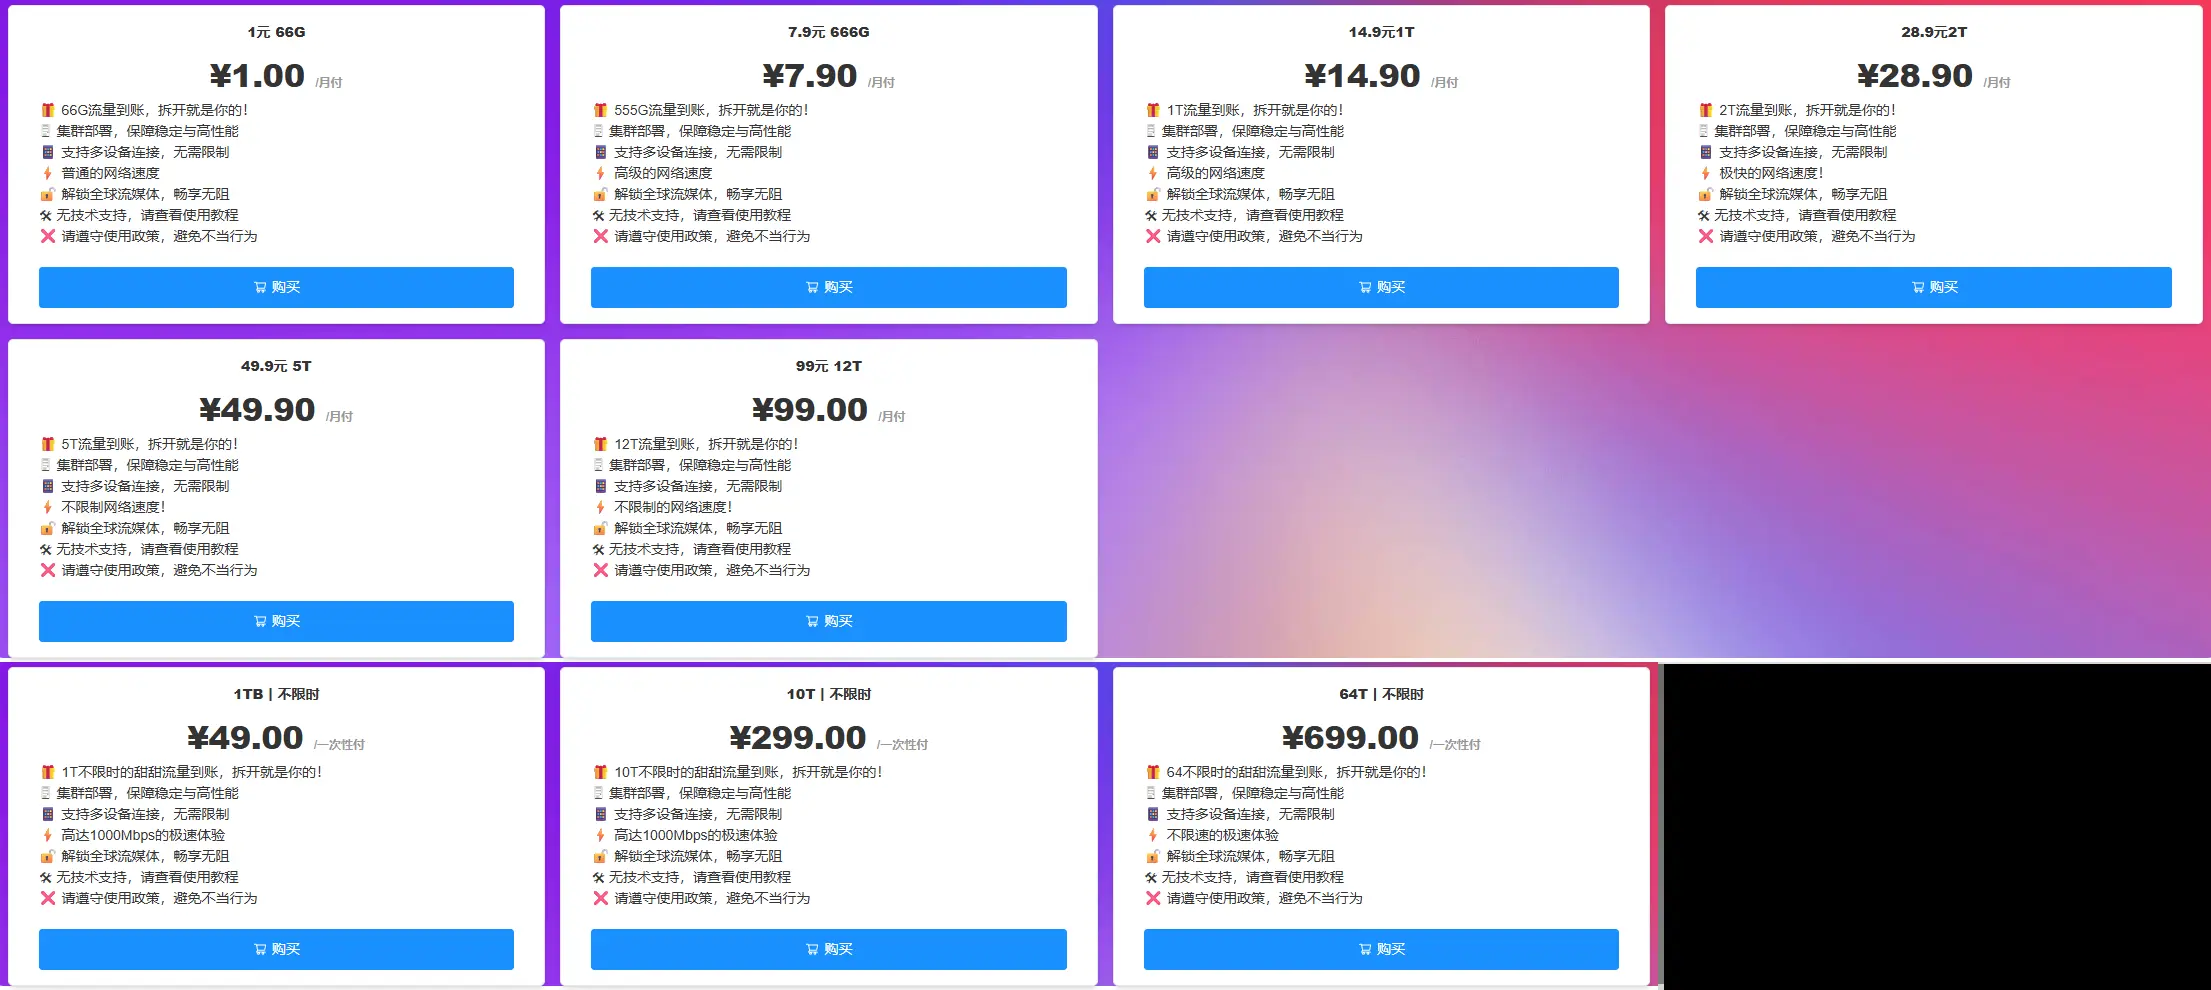 1元 66G
¥1.00 /月付
🎁 66G流量到账，拆开就是你的！
🧾 集群部署，保障稳定与高性能
📱 支持多设备连接，无需限制
⚡ 普通的网络速度
🔓 解锁全球流媒体，畅享无阻
🛠 无技术支持，请查看使用教程
❌ 请遵守使用政策，避免不当行为
购买
7.9元 666G
¥7.90 /月付
🎁 555G流量到账，拆开就是你的！
🧾 集群部署，保障稳定与高性能
📱 支持多设备连接，无需限制
⚡ 高级的网络速度
🔓 解锁全球流媒体，畅享无阻
🛠 无技术支持，请查看使用教程
❌ 请遵守使用政策，避免不当行为
购买
14.9元1T
¥14.90 /月付
🎁 1T流量到账，拆开就是你的！
🧾 集群部署，保障稳定与高性能
📱 支持多设备连接，无需限制
⚡ 高级的网络速度
🔓 解锁全球流媒体，畅享无阻
🛠 无技术支持，请查看使用教程
❌ 请遵守使用政策，避免不当行为
购买
28.9元2T
¥28.90 /月付
🎁 2T流量到账，拆开就是你的！
🧾 集群部署，保障稳定与高性能
📱 支持多设备连接，无需限制
⚡ 极快的网络速度！
🔓 解锁全球流媒体，畅享无阻
🛠 无技术支持，请查看使用教程
❌ 请遵守使用政策，避免不当行为
购买
49.9元 5T
¥49.90 /月付
🎁 5T流量到账，拆开就是你的！
🧾 集群部署，保障稳定与高性能
📱 支持多设备连接，无需限制
⚡ 不限制网络速度！
🔓 解锁全球流媒体，畅享无阻
🛠 无技术支持，请查看使用教程
❌ 请遵守使用政策，避免不当行为
购买
99元 12T
¥99.00 /月付
🎁 12T流量到账，拆开就是你的！
🧾 集群部署，保障稳定与高性能
📱 支持多设备连接，无需限制
⚡ 不限制的网络速度！
🔓 解锁全球流媒体，畅享无阻
🛠 无技术支持，请查看使用教程
❌ 请遵守使用政策，避免不当行为
购买
1TB | 不限时
¥49.00 /一次性付
🎁 1T不限时的甜甜流量到账，拆开就是你的！
🧾 集群部署，保障稳定与高性能
📱 支持多设备连接，无需限制
⚡ 高达1000Mbps的极速体验
🔓 解锁全球流媒体，畅享无阻
🛠 无技术支持，请查看使用教程
❌ 请遵守使用政策，避免不当行为
购买
10T | 不限时
¥299.00 /一次性付
🎁 10T不限时的甜甜流量到账，拆开就是你的！
🧾 集群部署，保障稳定与高性能
📱 支持多设备连接，无需限制
⚡ 高达1000Mbps的极速体验
🔓 解锁全球流媒体，畅享无阻
🛠 无技术支持，请查看使用教程
❌ 请遵守使用政策，避免不当行为
购买
64T | 不限时
¥699.00 /一次性付
🎁 64不限时的甜甜流量到账，拆开就是你的！
🧾 集群部署，保障稳定与高性能
📱 支持多设备连接，无需限制
⚡ 不限速的极速体验
🔓 解锁全球流媒体，畅享无阻
🛠 无技术支持，请查看使用教程
❌ 请遵守使用政策，避免不当行为
购买